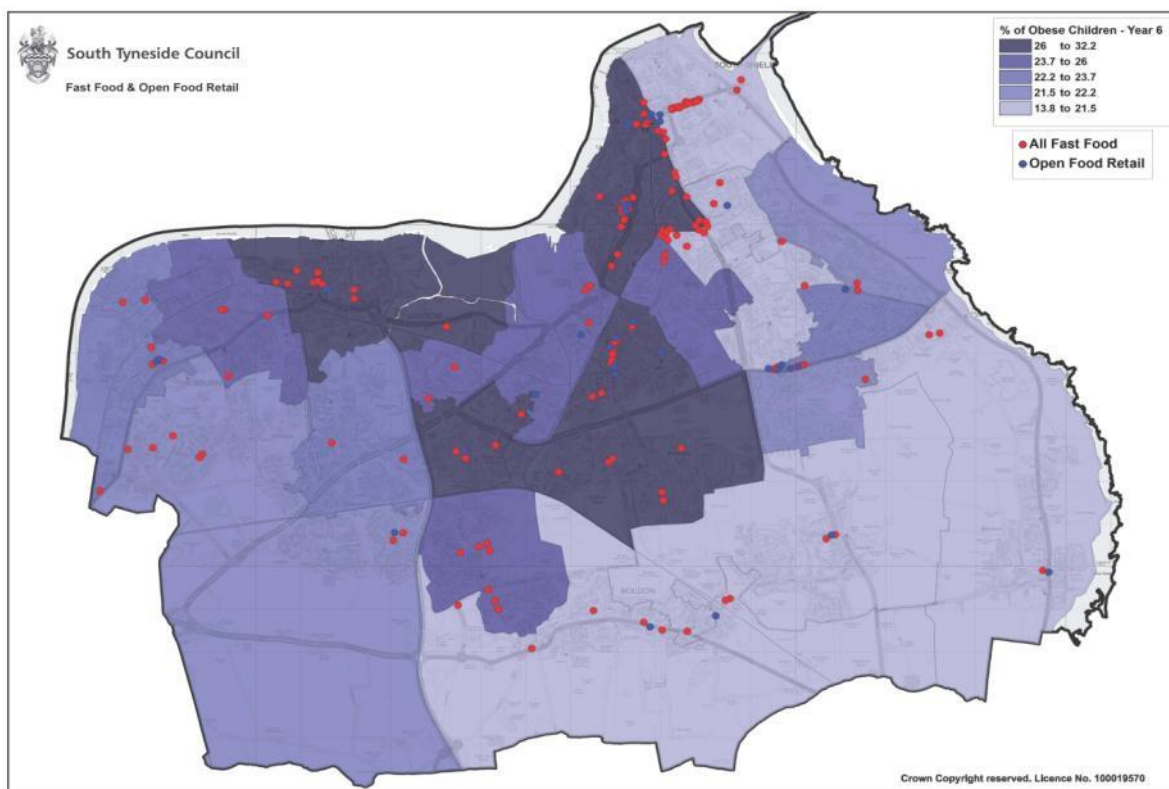 South Tyneside Council
Fast Food & Open Food Retail
% of Obese Children - Year 6
26 to 32.2
23.7 to 26
22.2 to 23.7
21.5 to 22.2
13.8 to 21.5
All Fast Food
Open Food Retail
BOLDON
Crown Copyright reserved. Licence No. 100019570